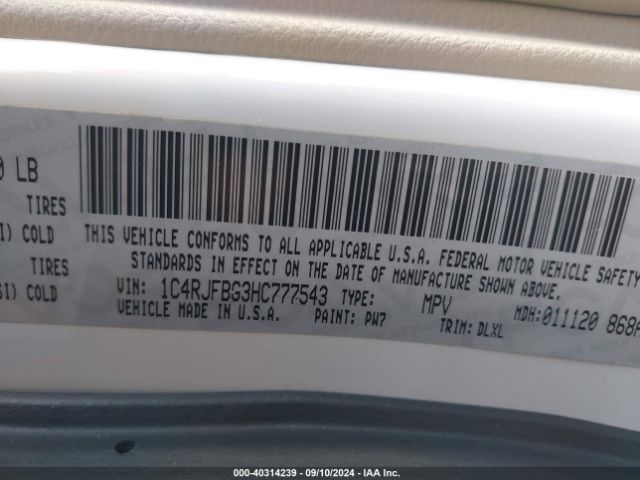 0 LB
TIRES
I) COLD
TIRES
SI) COLD
THIS VEHICLE CONFORMS TO ALL APPLICABLE U.S.A. FEDERAL MOTOR VEHICLE SAFETY
STANDARDS IN EFFECT ON THE DATE OF MANUFACTURE SHOWN ABOVE.
VIN: 1C4RJFBG3HC777543 TYPE: MPV MDH: 011120 868A
VEHICLE MADE IN U.S.A. PAINT: PW7 TRIM: DLXL
000-40314239 - 09/10/2024 - IAA Inc.